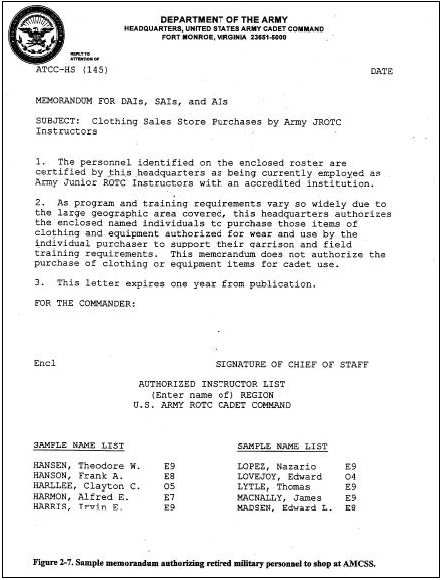 DEPARTMENT OF THE ARMY
HEADQUARTERS, UNITED STATES ARMY CADET COMMAND
FORT MONROE, VIRGINIA 23651-5000
REPLY TO
ATTENTION OF
ATCC-HS (145) DATE
MEMORANDUM FOR DAIs, SAIs, and AIs
SUBJECT: Clothing Sales Store Purchases by Army JROTC
Instructors
1. The personnel identified on the enclosed roster are
certified by this headquarters as being currently employed as
Army Junior ROTC Instructors with an accredited institution.
2. As program and training requirements vary so widely due to
the large geographic area covered, this headquarters authorizes
the enclosed named individuals to purchase those items of
clothing and equipment authorized for wear and use by the
individual purchaser to support their garrison and field
training requirements. This memorandum does not authorize the
purchase of clothing or equipment items for cadet use.
3. This letter expires one year from publication.
FOR THE COMMANDER:
Encl SIGNATURE OF CHIEF OF STAFF
AUTHORIZED INSTRUCTOR LIST
(Enter name of) REGION
U.S. ARMY ROTC CADET COMMAND
SAMPLE NAME LIST SAMPLE NAME LIST
HANSEN, Theodore W. E9 LOPEZ, Nazario E9
HANSON, Frank A. E8 LOVEJOY, Edward O4
HARLLEE, Clayton C. O5 LYTLE, Thomas E9
HARMON, Alfred E. E7 MACNALLY, James E9
HARRIS, Irvin E. E9 MADSEN, Edward L. E8
Figure 2-7. Sample memorandum authorizing retired military personnel to shop at AMCSS.